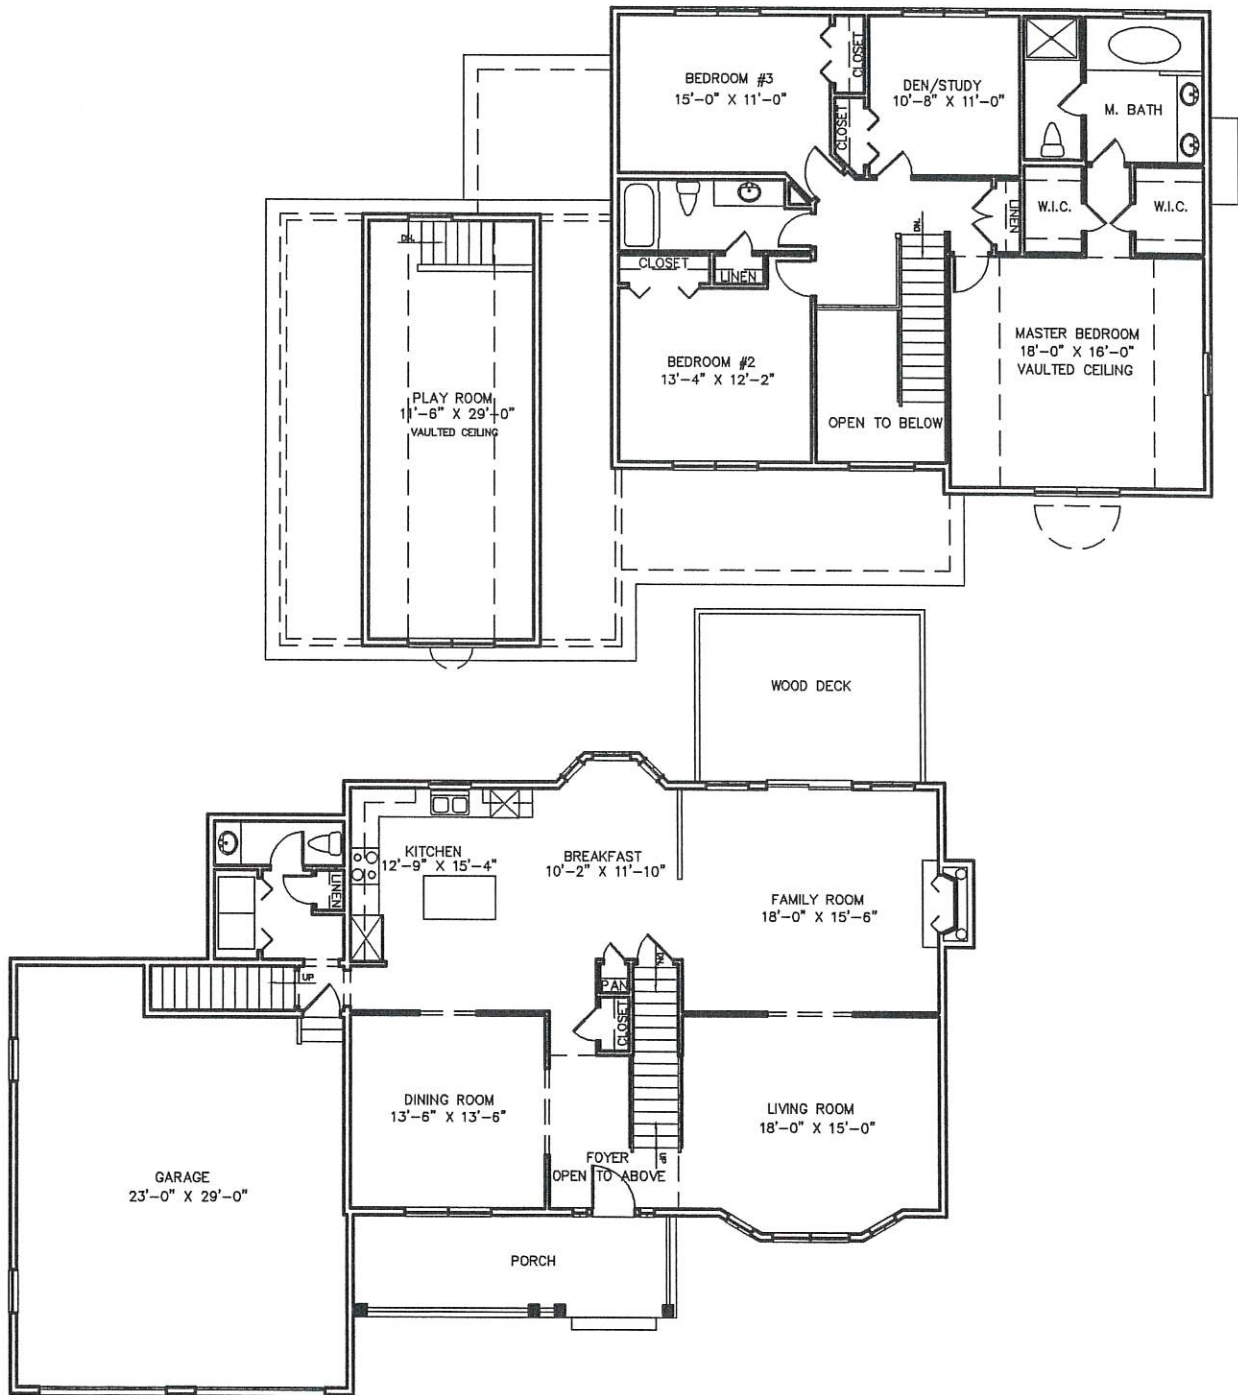 BEDROOM #3
15'-0" X 11'-0"
CLOSET
CLOSET
DEN/STUDY
10'-8" X 11'-0"
M. BATH
W.I.C.
W.I.C.
LINEN
DN.
DN.
CLOSET
LINEN
BEDROOM #2
13'-4" X 12'-2"
MASTER BEDROOM
18'-0" X 16'-0"
VAULTED CEILING
PLAY ROOM
11'-6" X 29'-0"
VAULTED CEILING
OPEN TO BELOW
WOOD DECK
KITCHEN
12'-9" X 15'-4"
BREAKFAST
10'-2" X 11'-10"
LINEN
FAMILY ROOM
18'-0" X 15'-6"
UP
DN.
PAN
CLOSET
DINING ROOM
13'-6" X 13'-6"
LIVING ROOM
18'-0" X 15'-0"
UP
FOYER
OPEN TO ABOVE
GARAGE
23'-0" X 29'-0"
PORCH